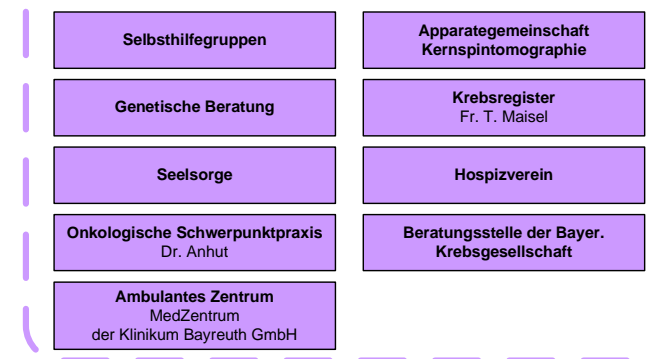 Selbsthilfegruppen
Apparategemeinschaft
Kernspintomographie
Genetische Beratung
Krebsregister
Fr. T. Maisel
Seelsorge
Hospizverein
Onkologische Schwerpunktpraxis
Dr. Anhut
Beratungsstelle der Bayer.
Krebsgesellschaft
Ambulantes Zentrum
MedZentrum
der Klinikum Bayreuth GmbH